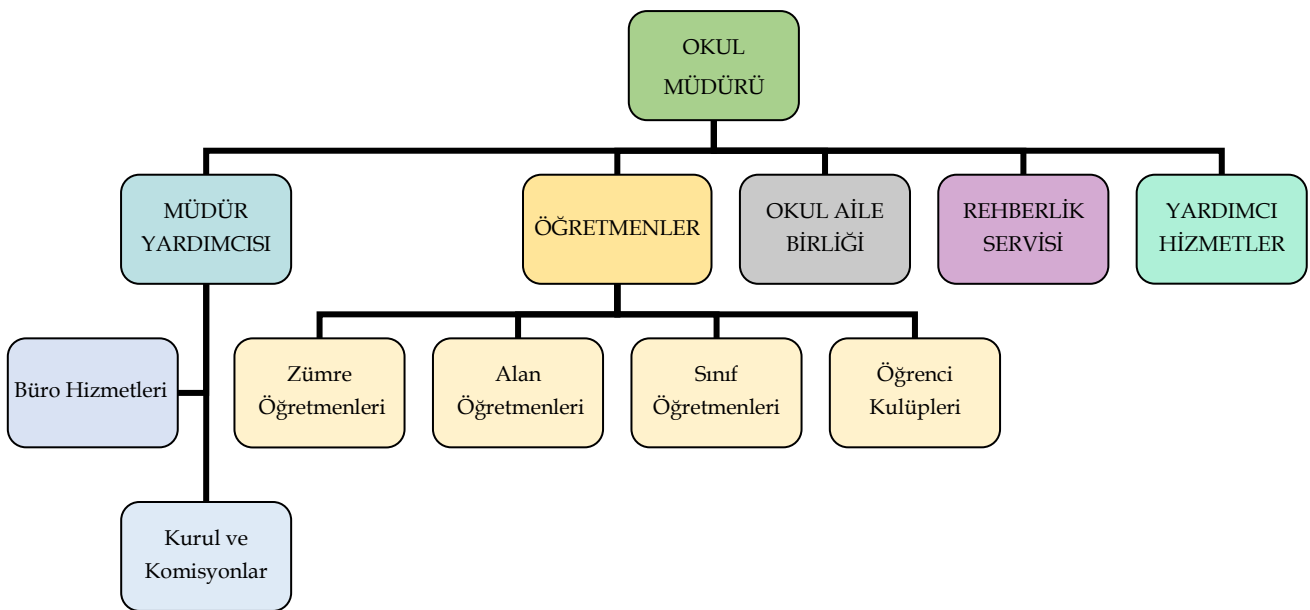 OKUL
MÜDÜRÜ
MÜDÜR
YARDIMCISI
ÖĞRETMENLER
OKUL AİLE
BİRLİĞİ
REHBERLİK
SERVİSİ
YARDIMCI
HİZMETLER
Büro Hizmetleri
Zümre
Öğretmenleri
Alan
Öğretmenleri
Sınıf
Öğretmenleri
Öğrenci
Kulüpleri
Kurul ve
Komisyonlar